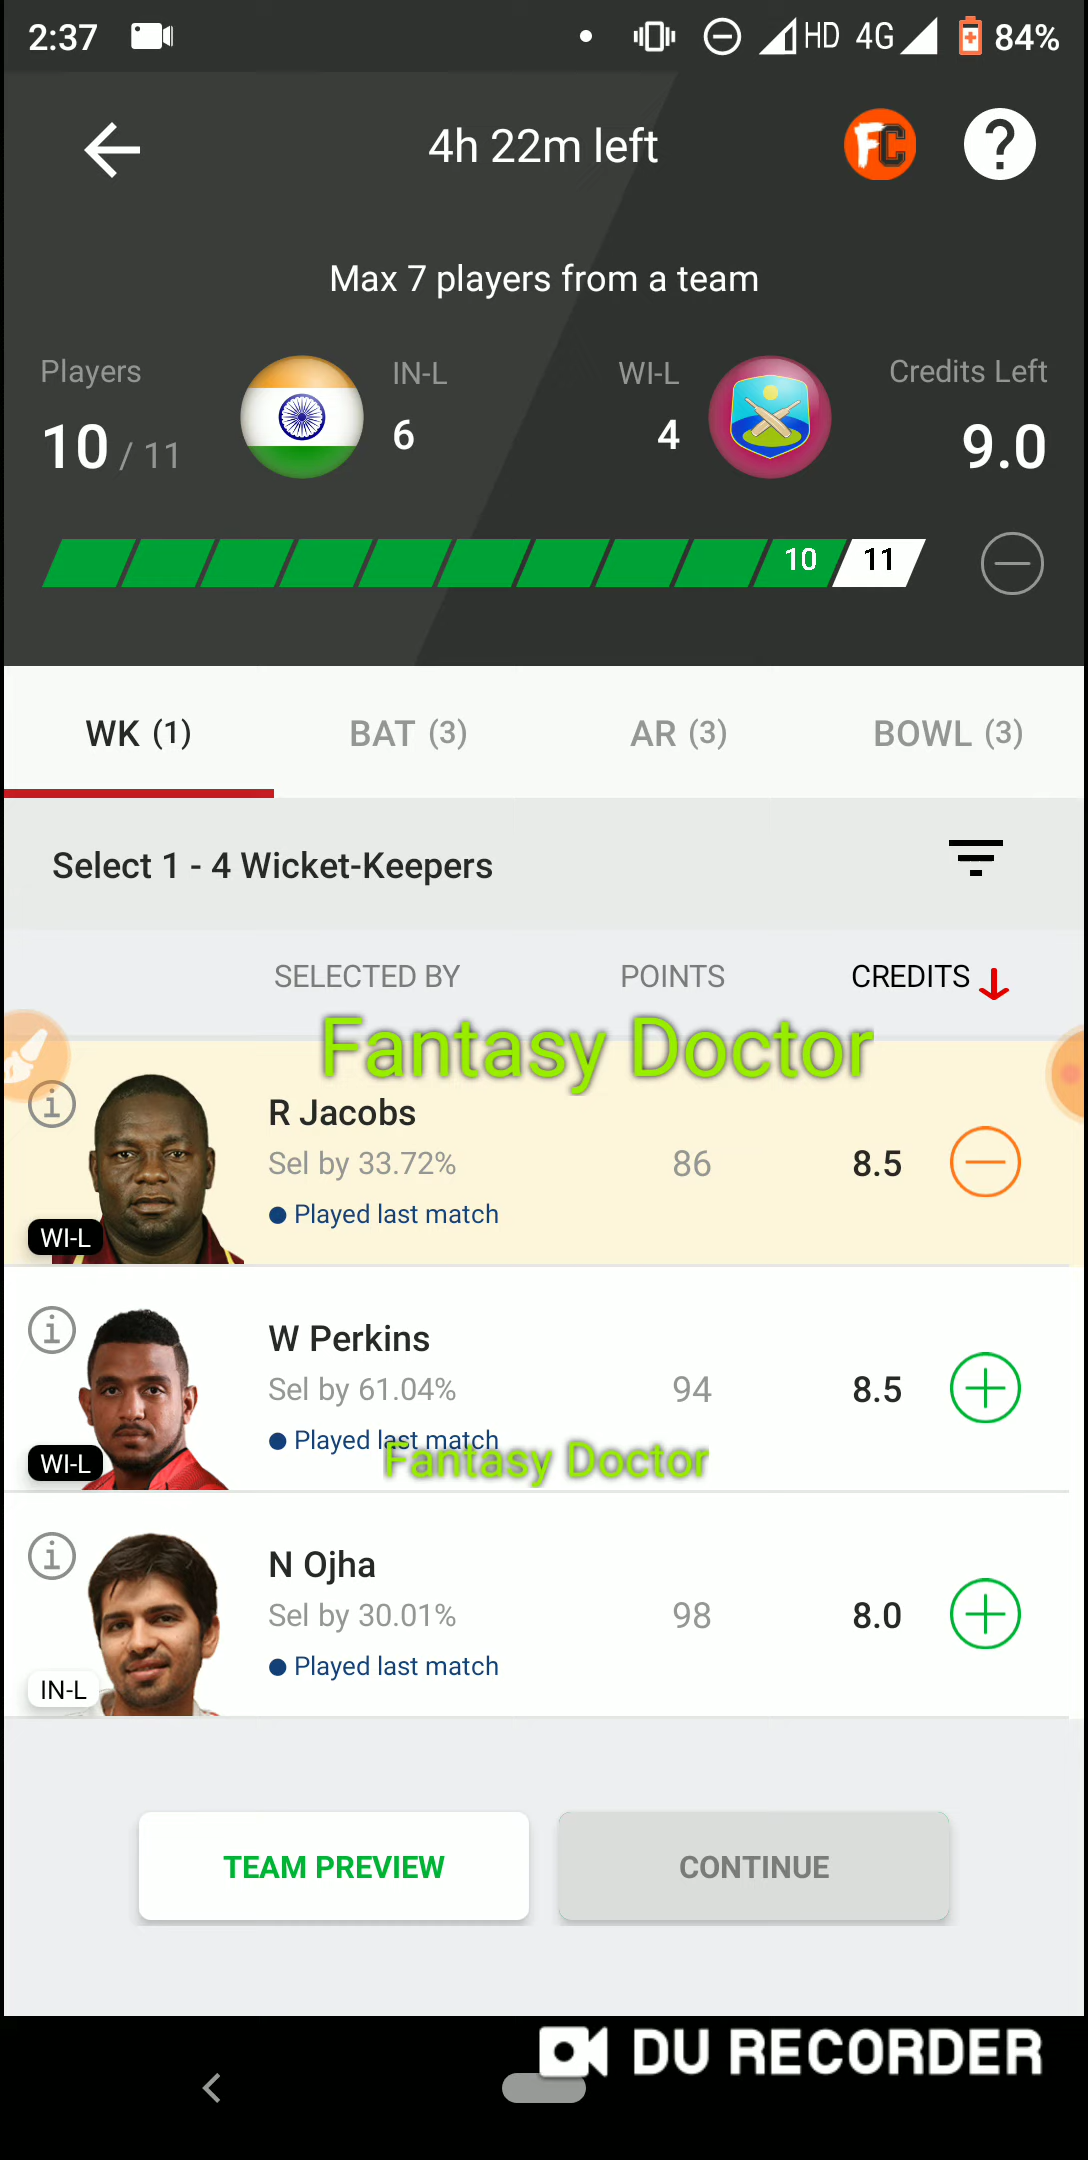 2:37 HD 4G 84%
4h 22m left FC ?
Max 7 players from a team
Players IN-L WI-L Credits Left
10 / 11 6 4 9.0
10 11
WK (1) BAT (3) AR (3) BOWL (3)
Select 1 - 4 Wicket-Keepers
SELECTED BY POINTS CREDITS
Fantasy Doctor
R Jacobs
Sel by 33.72% 86 8.5
Played last match
WI-L
W Perkins
Sel by 61.04% 94 8.5
Played last match
Fantasy Doctor
WI-L
N Ojha
Sel by 30.01% 98 8.0
Played last match
IN-L
TEAM PREVIEW CONTINUE
DU RECORDER